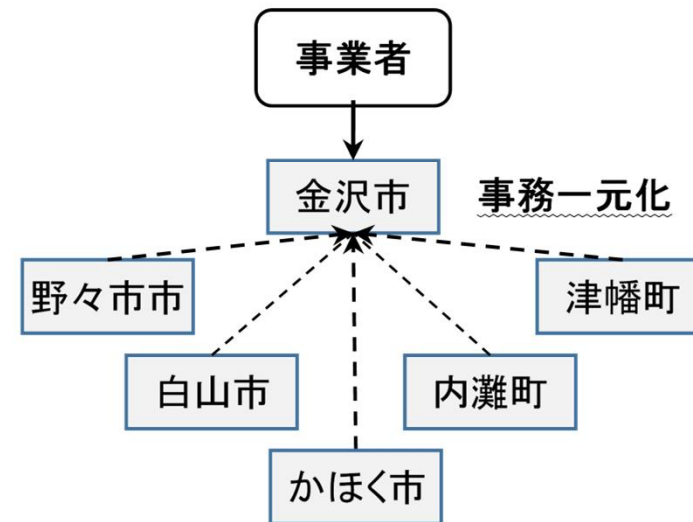 事業者
金沢市
事務一元化
野々市市
津幡町
白山市
内灘町
かほく市